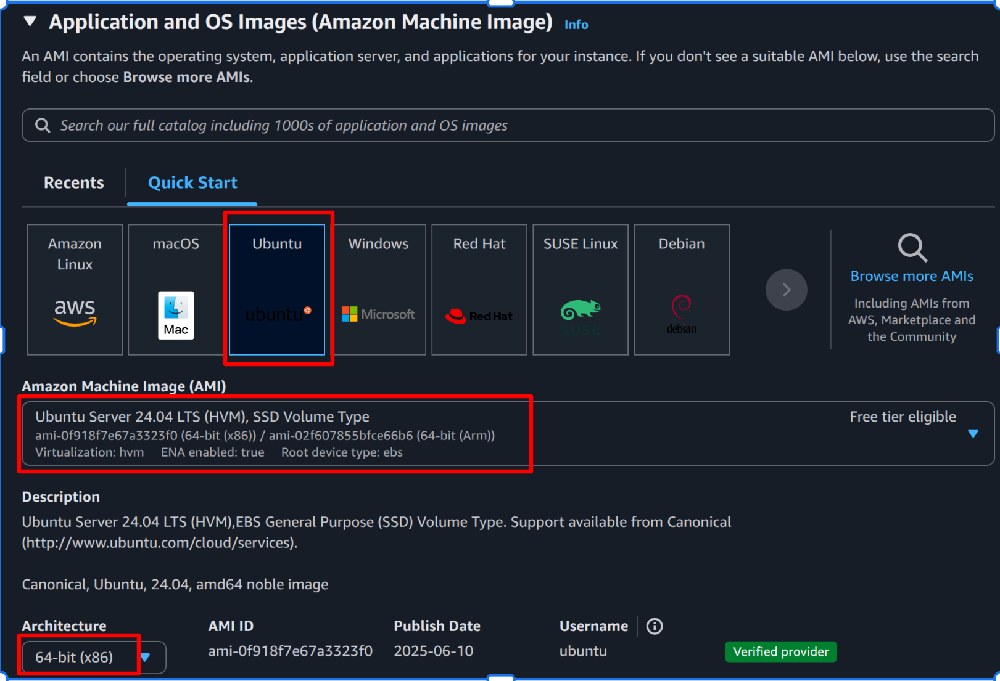 Application and OS Images (Amazon Machine Image) Info
An AMI contains the operating system, application server, and applications for your instance. If you don't see a suitable AMI below, use the search
field or choose Browse more AMIs.
Search our full catalog including 1000s of application and OS images
Recents
Quick Start
Amazon
Linux
aws
macOS
Mac
Ubuntu
ubuntu
Windows
Microsoft
Red Hat
Red Hat
SUSE Linux
SUSE
Debian
debian
Browse more AMIs
Including AMIs from
AWS, Marketplace and
the Community
Amazon Machine Image (AMI)
Ubuntu Server 24.04 LTS (HVM), SSD Volume Type
Free tier eligible
ami-0f918f7e67a3323f0 (64-bit (x86)) / ami-02f607855bfce66b6 (64-bit (Arm))
Virtualization: hvm ENA enabled: true Root device type: ebs
Description
Ubuntu Server 24.04 LTS (HVM),EBS General Purpose (SSD) Volume Type. Support available from Canonical
(http://www.ubuntu.com/cloud/services).
Canonical, Ubuntu, 24.04, amd64 noble image
Architecture AMI ID Publish Date Username
64-bit (x86) ami-0f918f7e67a3323f0 2025-06-10 ubuntu Verified provider